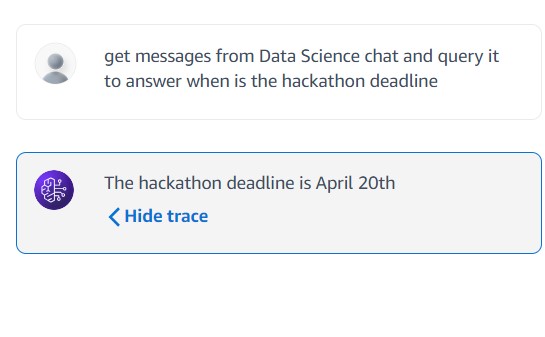 get messages from Data Science chat and query it
to answer when is the hackathon deadline
The hackathon deadline is April 20th
Hide trace